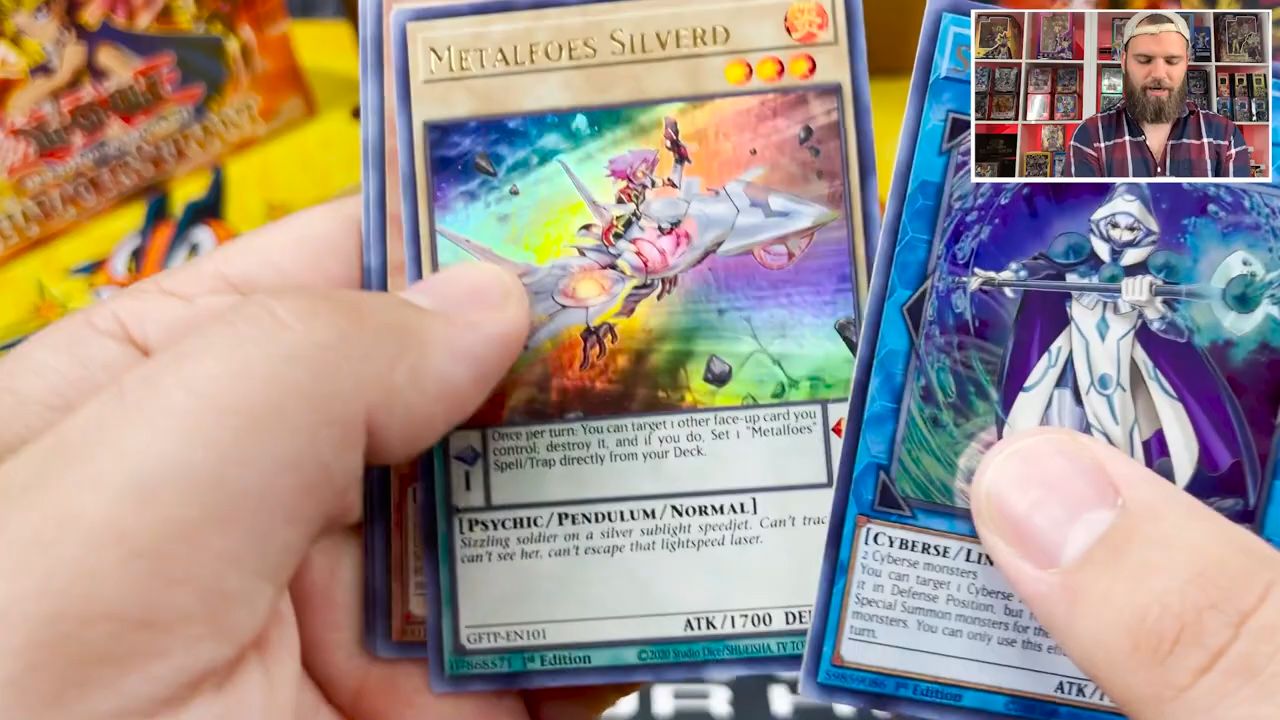 METALFOES SILVERD
Once per turn: You can target 1 other face-up card you
control; destroy it, and if you do, Set 1 "Metalfoes"
Spell/Trap directly from your Deck.
1
[PSYCHIC/PENDULUM/NORMAL]
Sizzling soldier on a silver sublight speedjet. Can't trac
can't see her, can't escape that lightspeed laser.
ATK/1700 DE
GFTP-EN101
1st Edition
©2020 Studio Dice/SHUEISHA, TV TO
S
[CYBERSE/LIN
2 Cyberse monsters
You can target 1 Cyberse
it in Defense Position, but
Special Summon monsters for the
monsters. You can only use this eff
turn.
ATK/1
1st Edition